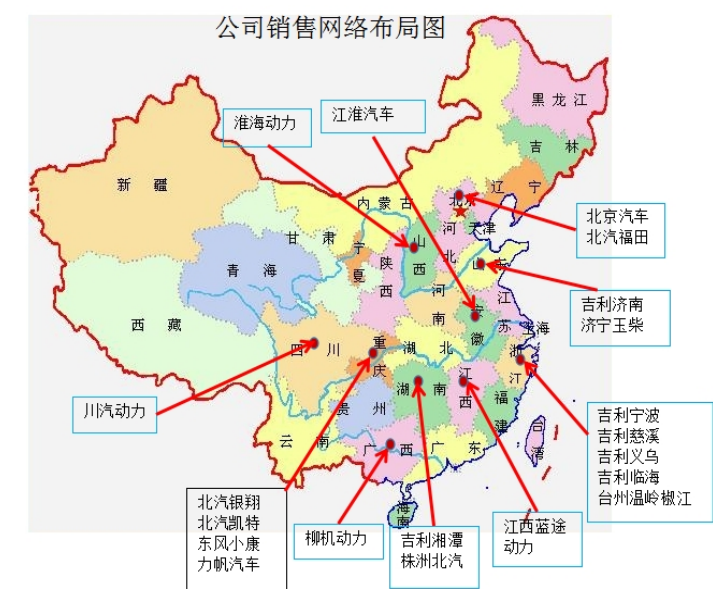 公司销售网络布局图
淮海动力
江淮汽车
黑龙江
吉林
辽宁
新疆
内蒙古
北京
北京汽车
北汽福田
甘肃
宁夏
山西
河北
天津
陕西
青海
山东
吉利济南
济宁玉柴
河南
江苏
安徽
上海
西藏
四川
重庆
湖北
浙江
川汽动力
贵州
湖南
江西
福建
云南
广西
广东
台湾
吉利宁波
吉利慈溪
吉利义乌
吉利临海
台州温岭椒江
北汽银翔
北汽凯特
东风小康
力帆汽车
柳机动力
海南
吉利湘潭
株洲北汽
江西蓝途
动力